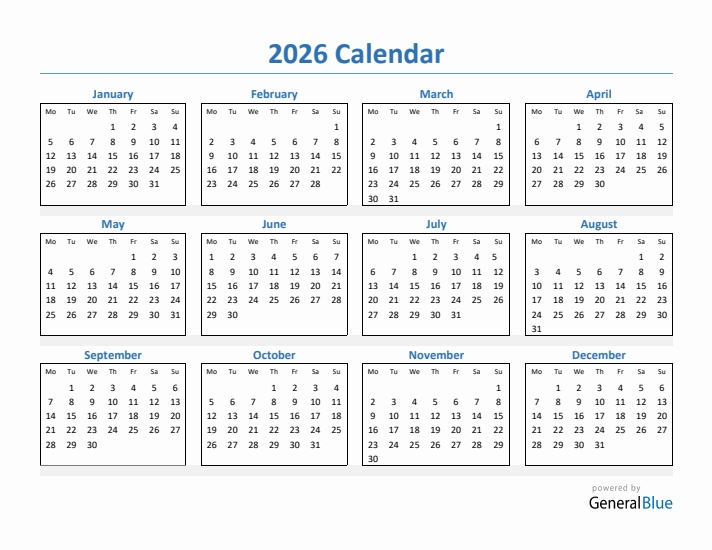 2026 Calendar
January
Mo Tu We Th Fr Sa Su
1 2 3 4
5 6 7 8 9 10 11
12 13 14 15 16 17 18
19 20 21 22 23 24 25
26 27 28 29 30 31
February
Mo Tu We Th Fr Sa Su
1
2 3 4 5 6 7 8
9 10 11 12 13 14 15
16 17 18 19 20 21 22
23 24 25 26 27 28
March
Mo Tu We Th Fr Sa Su
1
2 3 4 5 6 7 8
9 10 11 12 13 14 15
16 17 18 19 20 21 22
23 24 25 26 27 28 29
30 31
April
Mo Tu We Th Fr Sa Su
1 2 3 4 5
6 7 8 9 10 11 12
13 14 15 16 17 18 19
20 21 22 23 24 25 26
27 28 29 30
May
Mo Tu We Th Fr Sa Su
1 2 3
4 5 6 7 8 9 10
11 12 13 14 15 16 17
18 19 20 21 22 23 24
25 26 27 28 29 30 31
June
Mo Tu We Th Fr Sa Su
1 2 3 4 5 6 7
8 9 10 11 12 13 14
15 16 17 18 19 20 21
22 23 24 25 26 27 28
29 30
July
Mo Tu We Th Fr Sa Su
1 2 3 4 5
6 7 8 9 10 11 12
13 14 15 16 17 18 19
20 21 22 23 24 25 26
27 28 29 30 31
August
Mo Tu We Th Fr Sa Su
1 2
3 4 5 6 7 8 9
10 11 12 13 14 15 16
17 18 19 20 21 22 23
24 25 26 27 28 29 30
31
September
Mo Tu We Th Fr Sa Su
1 2 3 4 5 6
7 8 9 10 11 12 13
14 15 16 17 18 19 20
21 22 23 24 25 26 27
28 29 30
October
Mo Tu We Th Fr Sa Su
1 2 3 4
5 6 7 8 9 10 11
12 13 14 15 16 17 18
19 20 21 22 23 24 25
26 27 28 29 30 31
November
Mo Tu We Th Fr Sa Su
1
2 3 4 5 6 7 8
9 10 11 12 13 14 15
16 17 18 19 20 21 22
23 24 25 26 27 28 29
30
December
Mo Tu We Th Fr Sa Su
1 2 3 4 5 6
7 8 9 10 11 12 13
14 15 16 17 18 19 20
21 22 23 24 25 26 27
28 29 30 31
powered by
GeneralBlue